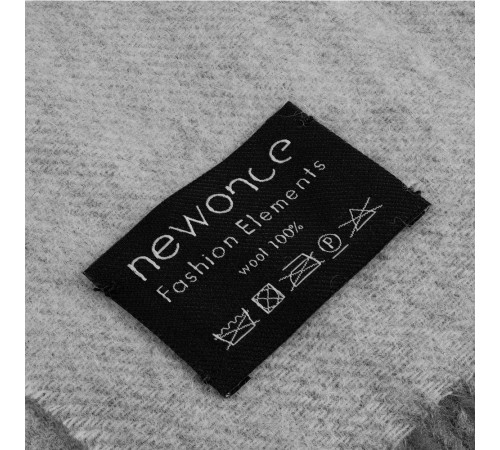 newonce
Fashion Elements
wool 100%
P